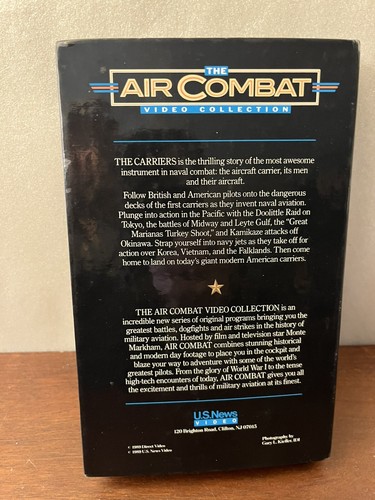 THE
AIR COMBAT
VIDEO COLLECTION
THE CARRIERS is the thrilling story of the most awesome
instrument in naval combat: the aircraft carrier, its men
and their aircraft.
Follow British and American pilots onto the dangerous
decks of the first carriers as they invent naval aviation.
Plunge into action in the Pacific with the Doolittle Raid on
Tokyo, the battles of Midway and Leyte Gulf, the "Great
Marianas Turkey Shoot," and Kamikaze attacks off
Okinawa. Strap yourself into navy jets as they take off for
action over Korea, Vietnam, and the Falklands. Then come
home to land on today's giant modern American carriers.
THE AIR COMBAT VIDEO COLLECTION is an
incredible new series of original programs bringing you the
greatest battles, dogfights and air strikes in the history of
military aviation. Hosted by film and television star Monte
Markham, AIR COMBAT combines stunning historical
and modern day footage to place you in the cockpit and
blaze your way to adventure with some of the world's
greatest pilots. From the glory of World War I to the tense
high-tech encounters of today, AIR COMBAT gives you all
the excitement and thrills of military aviation at its finest.
U.S.News
VIDEO
120 Brighton Road, Clifton, NJ 07015
Direct Video
U.S. News Video
Photography by
Gary L. Kieffer